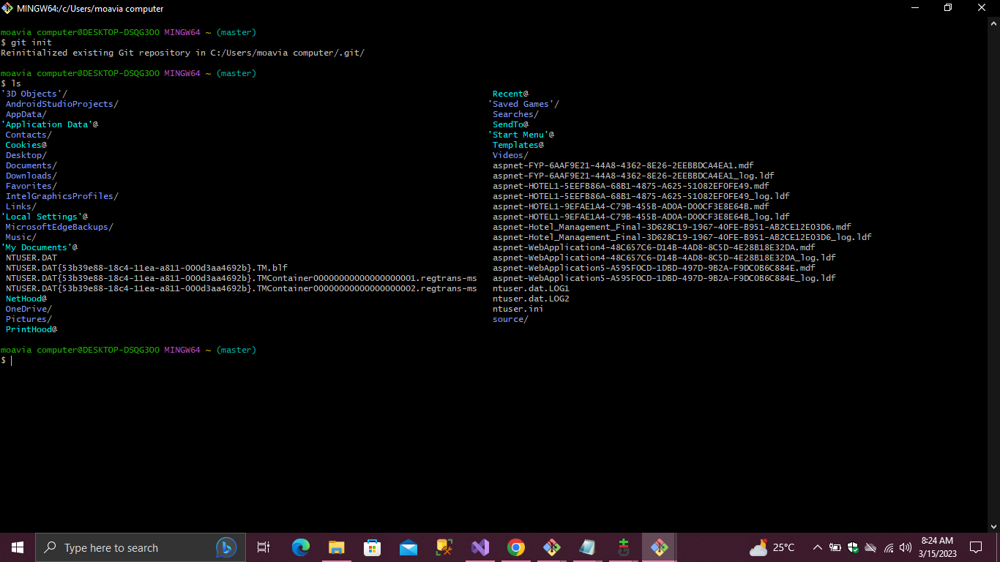 MINGW64:/c/Users/moavia computer
moavia computer@DESKTOP-DSQG3OO MINGW64 ~ (master)
$ git init
Reinitialized existing Git repository in C:/Users/moavia computer/.git/
moavia computer@DESKTOP-DSQG3OO MINGW64 ~ (master)
$ ls
'3D Objects'/
AndroidStudioProjects/
AppData/
'Application Data'@
Contacts/
Cookies@
Desktop/
Documents/
Downloads/
Favorites/
IntelGraphicsProfiles/
Links/
'Local Settings'@
MicrosoftEdgeBackups/
Music/
'My Documents'@
NTUSER.DAT
NTUSER.DAT{53b39e88-18c4-11ea-a811-000d3aa4692b}.TM.blf
NTUSER.DAT{53b39e88-18c4-11ea-a811-000d3aa4692b}.TMContainer00000000000000000001.regtrans-ms
NTUSER.DAT{53b39e88-18c4-11ea-a811-000d3aa4692b}.TMContainer00000000000000000002.regtrans-ms
NetHood@
OneDrive/
Pictures/
PrintHood@
Recent@
'Saved Games'/
Searches/
SendTo@
'Start Menu'@
Templates@
Videos/
aspnet-FYP-6AAF9E21-44A8-4362-8E26-2EEBBDCA4EA1.mdf
aspnet-FYP-6AAF9E21-44A8-4362-8E26-2EEBBDCA4EA1_log.ldf
aspnet-HOTEL1-5EEFB86A-68B1-4875-A625-51082EF0FE49.mdf
aspnet-HOTEL1-5EEFB86A-68B1-4875-A625-51082EF0FE49_log.ldf
aspnet-HOTEL1-9EFAE1A4-C79B-455B-AD0A-D00CF3E8E64B.mdf
aspnet-HOTEL1-9EFAE1A4-C79B-455B-AD0A-D00CF3E8E64B_log.ldf
aspnet-Hotel_Management_Final-3D628C19-1967-40FE-B951-AB2CE12E03D6.mdf
aspnet-Hotel_Management_Final-3D628C19-1967-40FE-B951-AB2CE12E03D6_log.ldf
aspnet-WebApplication4-48C657C6-D14B-4AD8-8C5D-4E28B18E32DA.mdf
aspnet-WebApplication4-48C657C6-D14B-4AD8-8C5D-4E28B18E32DA_log.ldf
aspnet-WebApplication5-A595F0CD-1DBD-497D-9B2A-F9DC0B6C884E.mdf
aspnet-WebApplication5-A595F0CD-1DBD-497D-9B2A-F9DC0B6C884E_log.ldf
ntuser.dat.LOG1
ntuser.dat.LOG2
ntuser.ini
source/
moavia computer@DESKTOP-DSQG3OO MINGW64 ~ (master)
$
Type here to search
25°C
8:24 AM
3/15/2023